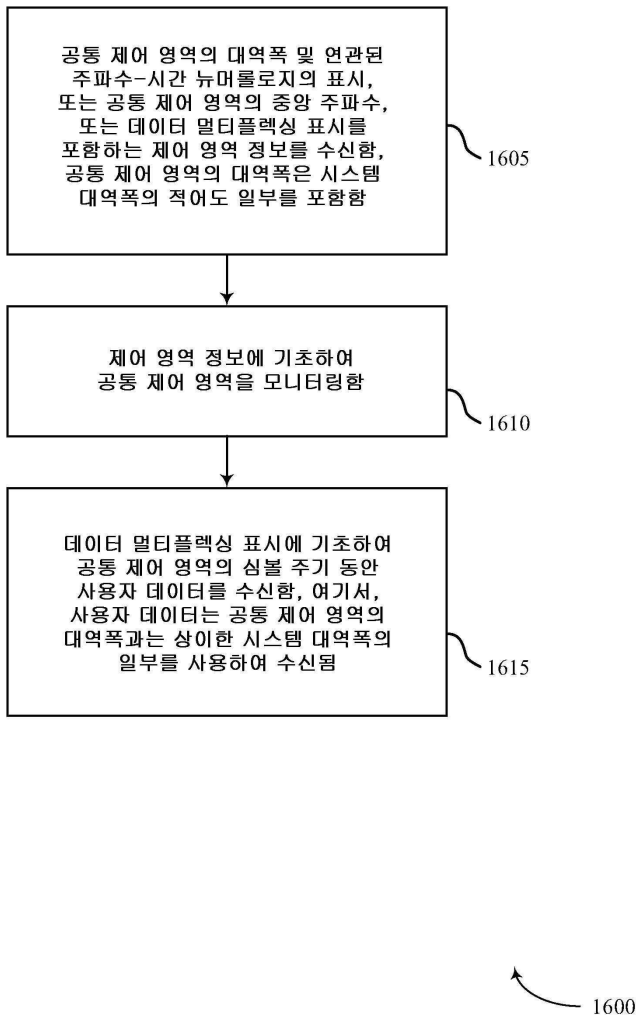 공통 제어 영역의 대역폭 및 연관된
주파수-시간 뉴머롤로지의 표시,
또는 공통 제어 영역의 중앙 주파수,
또는 데이터 멀티플렉싱 표시를
포함하는 제어 영역 정보를 수신함,
공통 제어 영역의 대역폭은 시스템
대역폭의 적어도 일부를 포함함
1605
제어 영역 정보에 기초하여
공통 제어 영역을 모니터링함
1610
데이터 멀티플렉싱 표시에 기초하여
공통 제어 영역의 심볼 주기 동안
사용자 데이터를 수신함, 여기서,
사용자 데이터는 공통 제어 영역의
대역폭과는 상이한 시스템 대역폭의
일부를 사용하여 수신됨
1615
1600